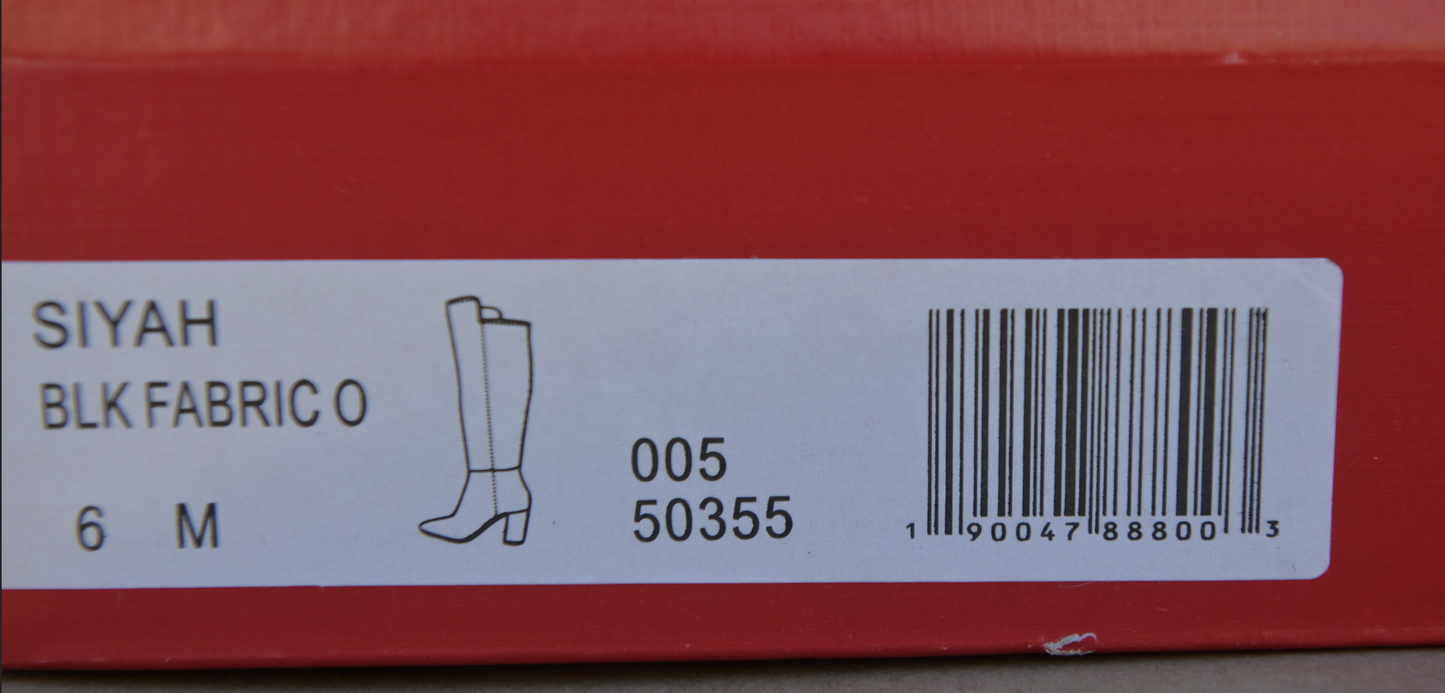 SIYAH
BLK FABRIC O
6 M
005
50355
1 90047 88800 3